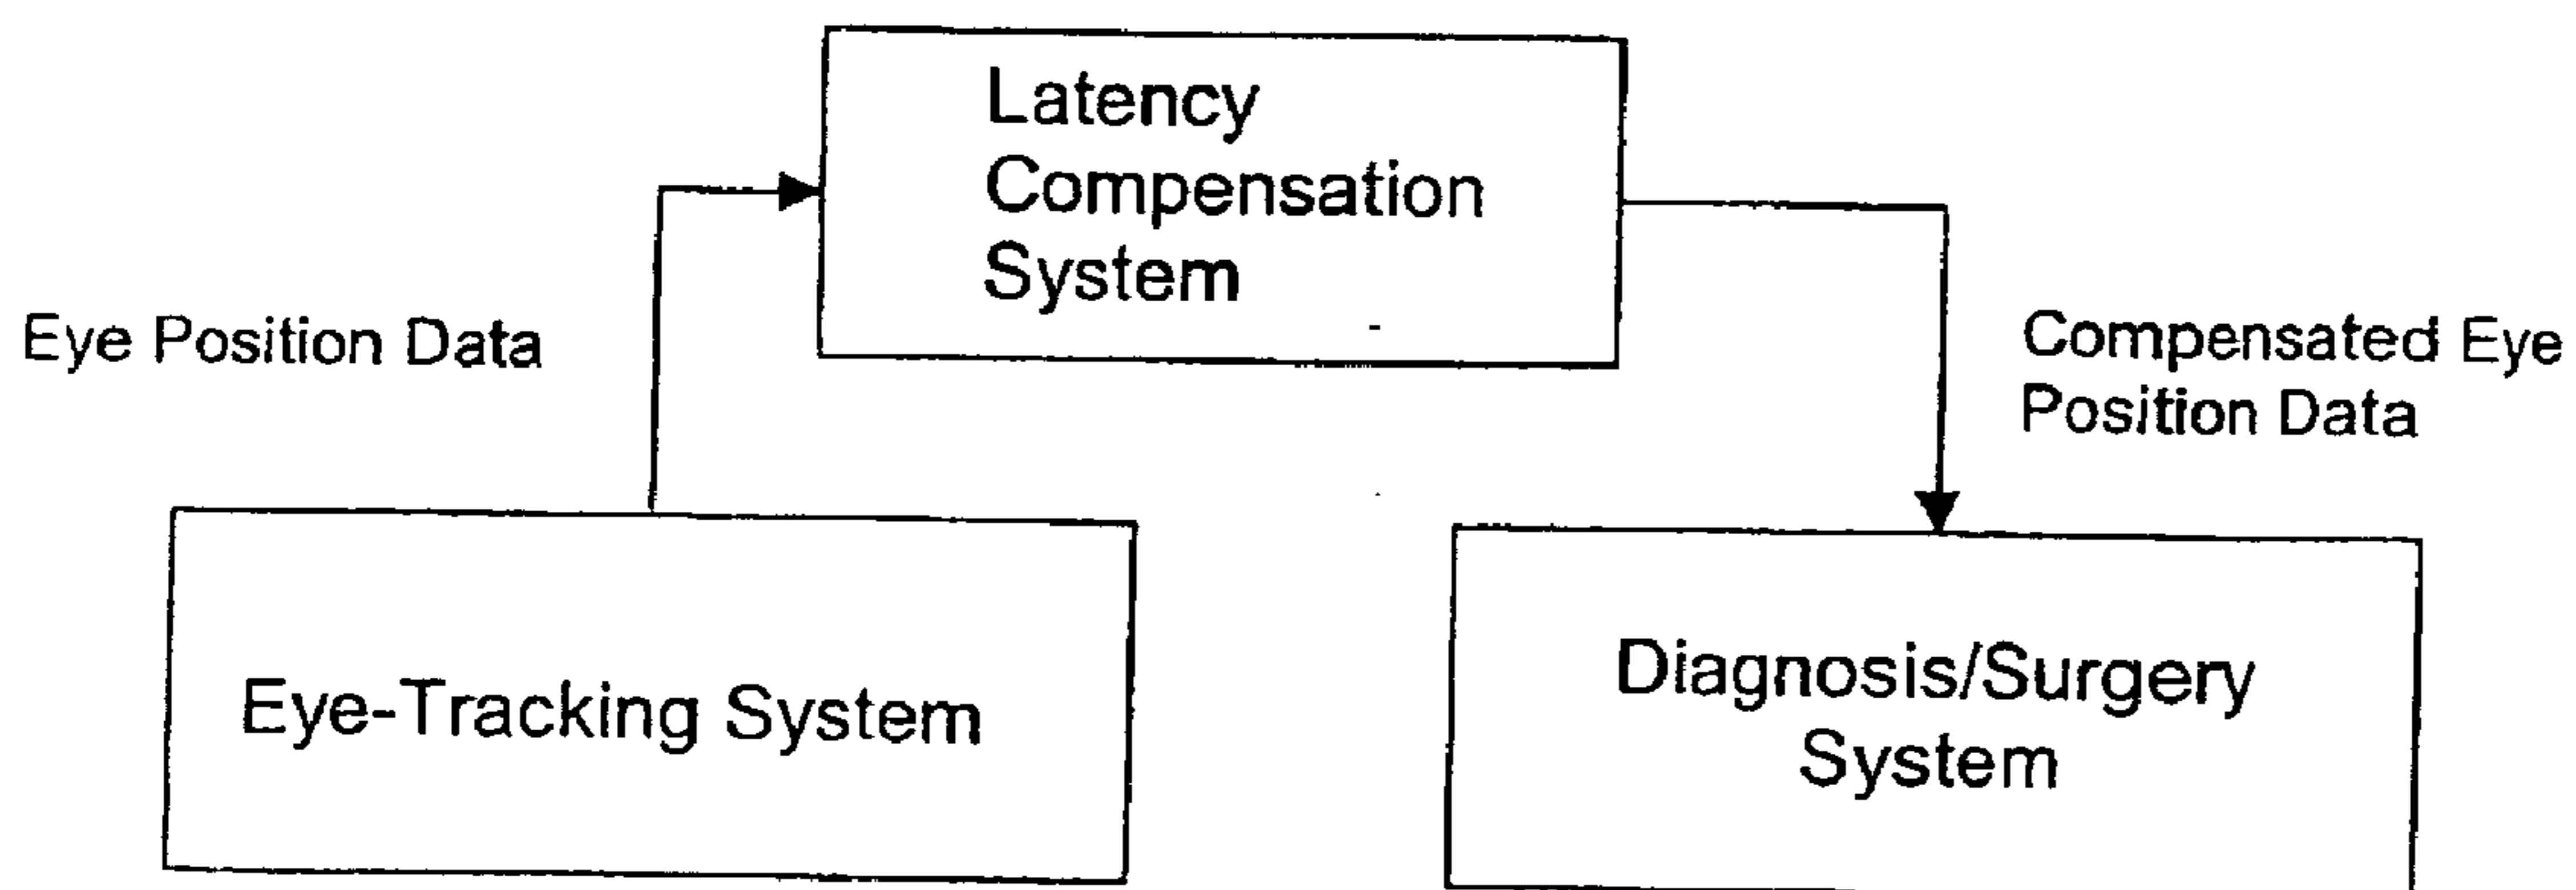 Latency
Compensation
System
Eye Position Data
Compensated Eye
Position Data
Eye-Tracking System
Diagnosis/Surgery
System